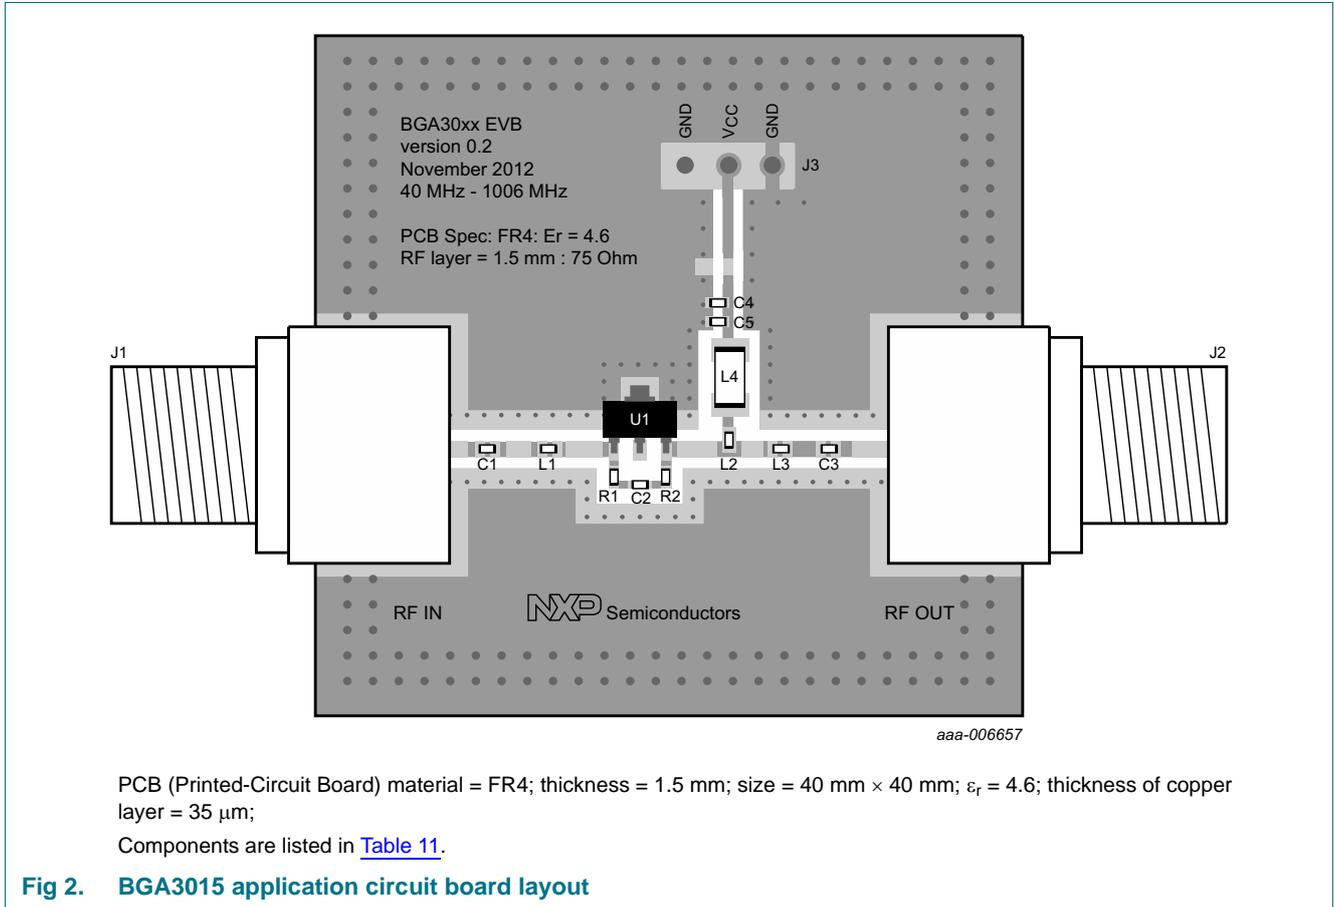 BGA30xx EVB
version 0.2
November 2012
40 MHz - 1006 MHz
PCB Spec: FR4: Er = 4.6
RF layer = 1.5 mm : 75 Ohm
GND
VCC
GND
J3
C4
C5
J1
J2
L4
U1
C1
L1
L2
L3
C3
R1
C2
R2
RF IN
NXP Semiconductors
RF OUT
aaa-006657
PCB (Printed-Circuit Board) material = FR4; thickness = 1.5 mm; size = 40 mm × 40 mm; εr = 4.6; thickness of copper
layer = 35 μm;
Components are listed in Table 11.
Fig 2. BGA3015 application circuit board layout